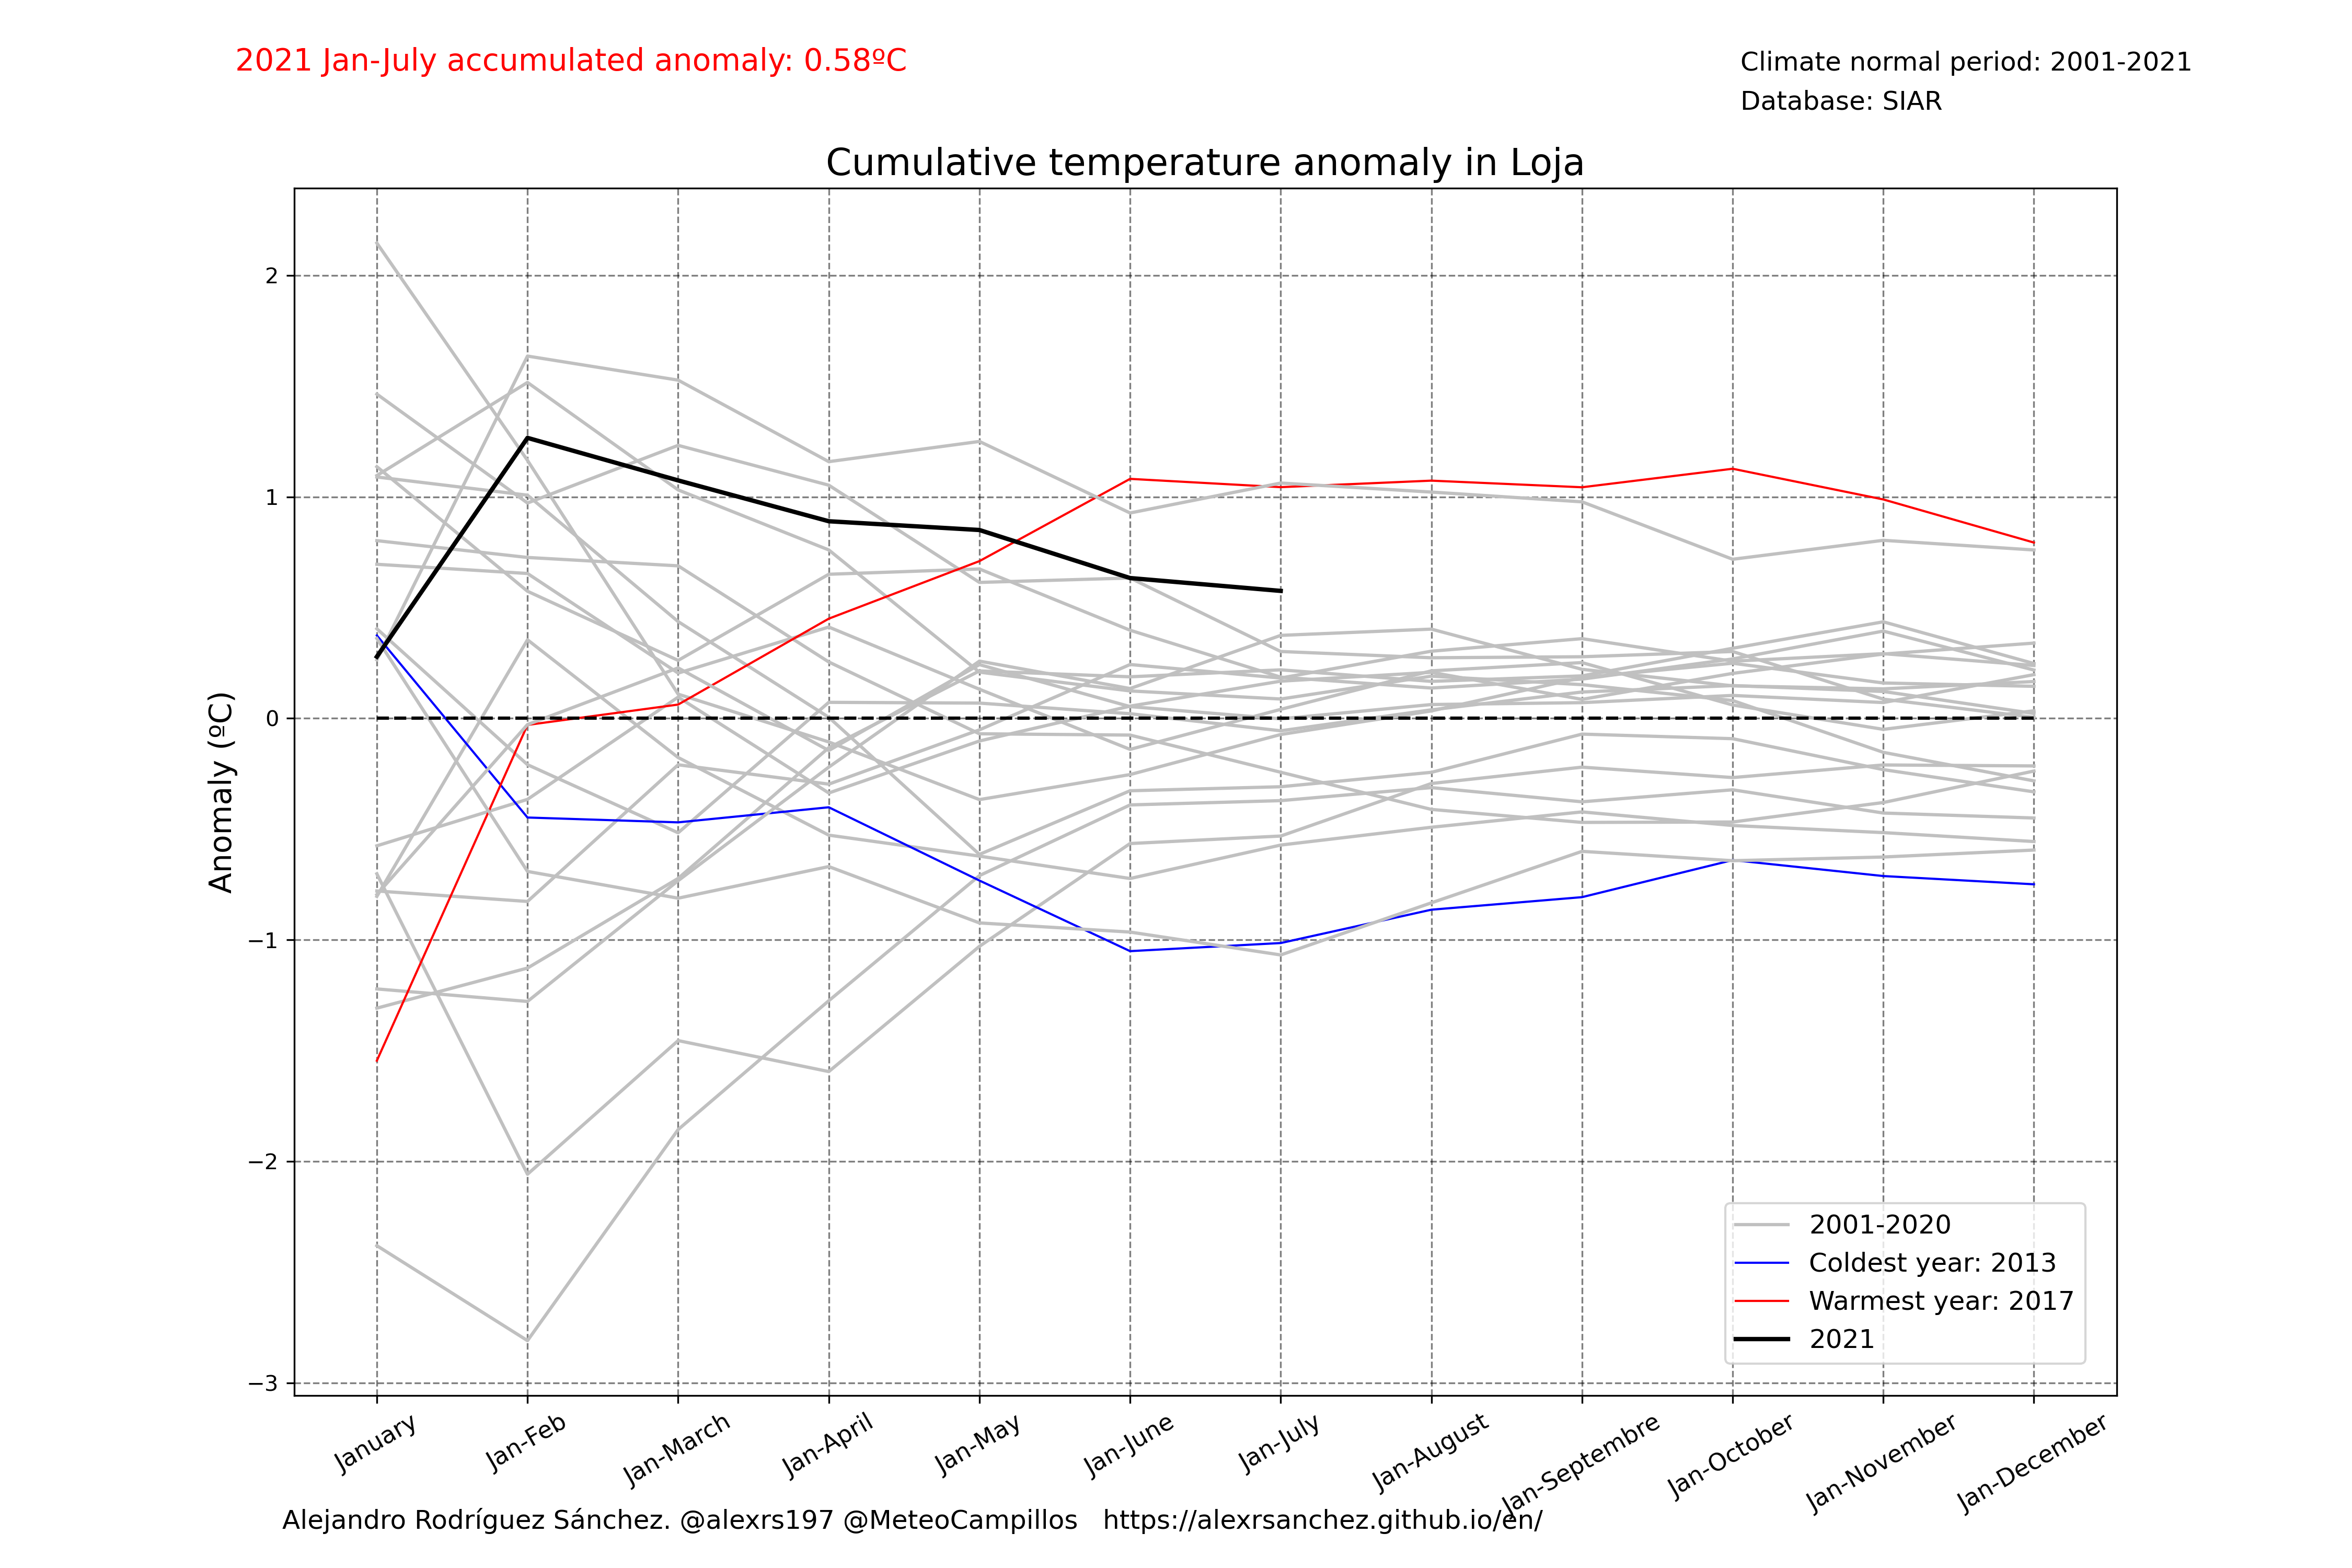 2021 Jan-July accumulated anomaly: 0.58ºC
Climate normal period: 2001-2021
Database: SIAR
Cumulative temperature anomaly in Loja
Anomaly (ºC)
2
1
0
−1
−2
−3
2001-2020
Coldest year: 2013
Warmest year: 2017
2021
January
Jan-Feb
Jan-March
Jan-April
Jan-May
Jan-June
Jan-July
Jan-August
Jan-Septembre
Jan-October
Jan-November
Jan-December
Alejandro Rodríguez Sánchez. @alexrs197 @MeteoCampillos   https://alexrsanchez.github.io/en/